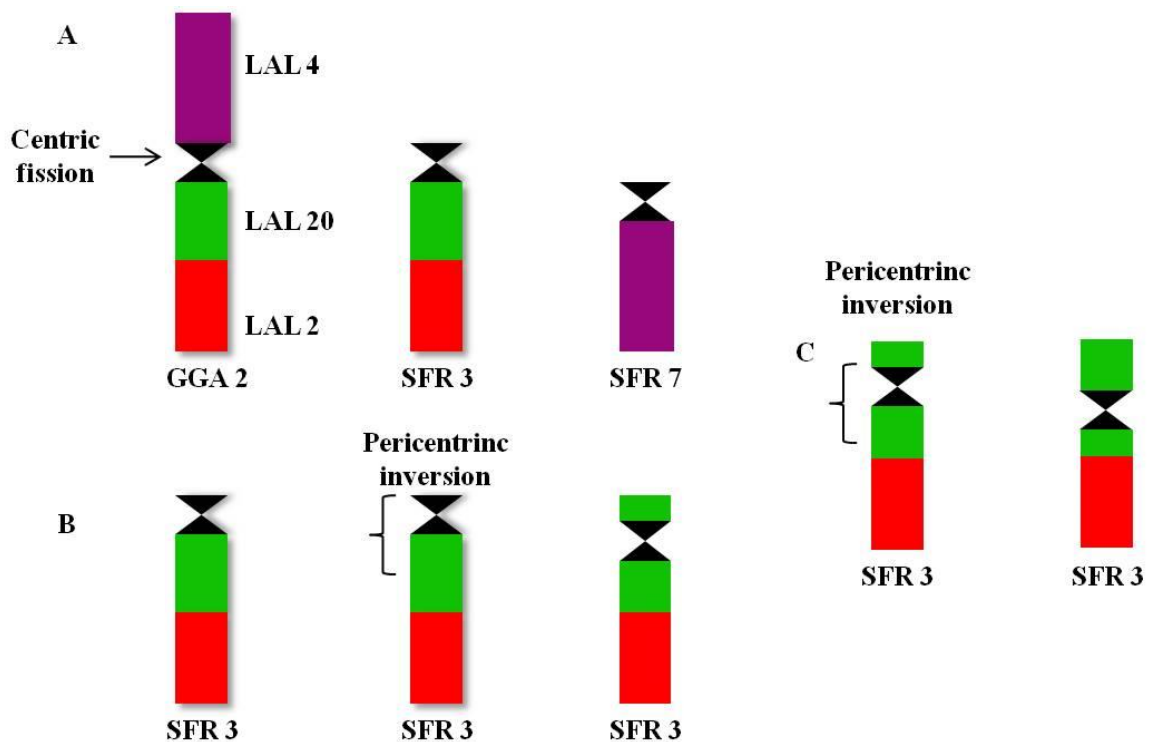 A
LAL 4
Centric
fission
LAL 20
LAL 2
GGA 2
SFR 3
SFR 7
B
Pericentrinc
inversion
SFR 3
SFR 3
SFR 3
Pericentrinc
inversion
C
SFR 3
SFR 3